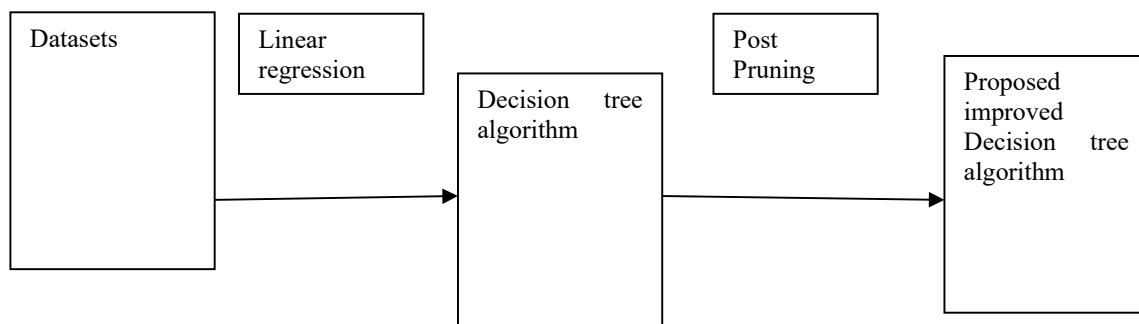 Datasets
Linear
regression
Decision tree
algorithm
Post
Pruning
Proposed
improved
Decision tree
algorithm